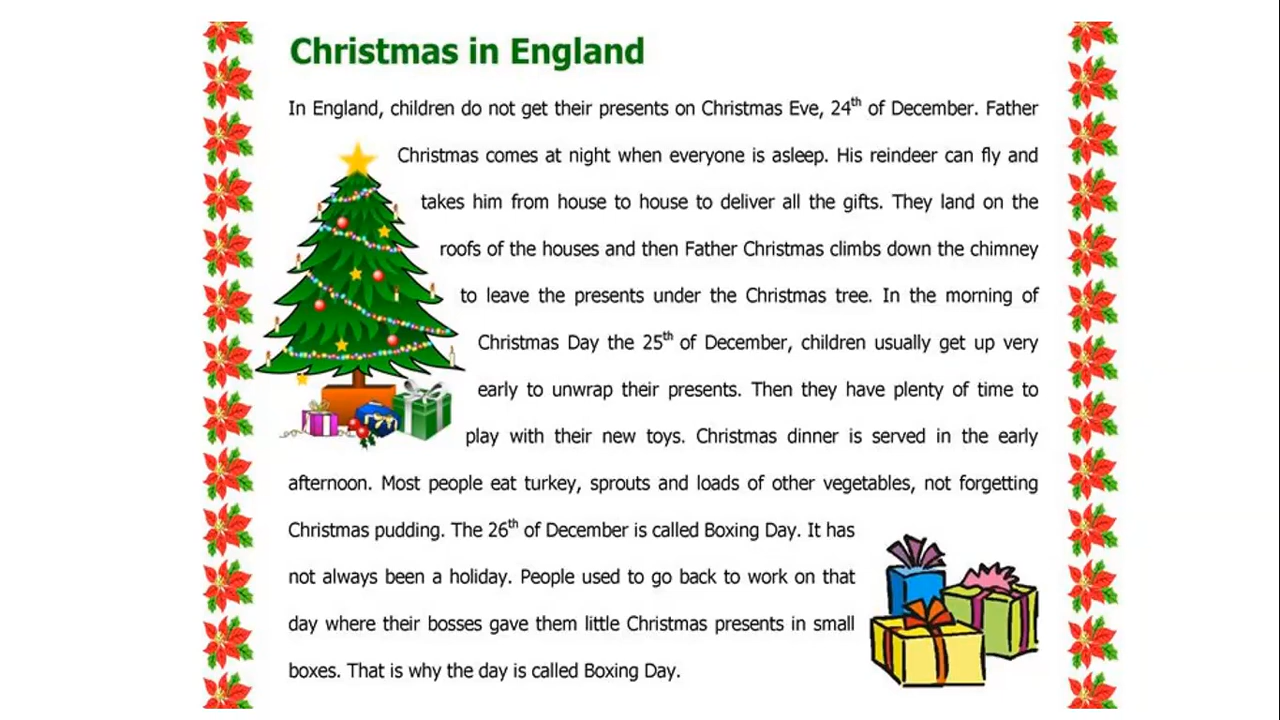 Christmas in England
In England, children do not get their presents on Christmas Eve, 24th of December. Father
Christmas comes at night when everyone is asleep. His reindeer can fly and
takes him from house to house to deliver all the gifts. They land on the
roofs of the houses and then Father Christmas climbs down the chimney
to leave the presents under the Christmas tree. In the morning of
Christmas Day the 25th of December, children usually get up very
early to unwrap their presents. Then they have plenty of time to
play with their new toys. Christmas dinner is served in the early
afternoon. Most people eat turkey, sprouts and loads of other vegetables, not forgetting
Christmas pudding. The 26th of December is called Boxing Day. It has
not always been a holiday. People used to go back to work on that
day where their bosses gave them little Christmas presents in small
boxes. That is why the day is called Boxing Day.